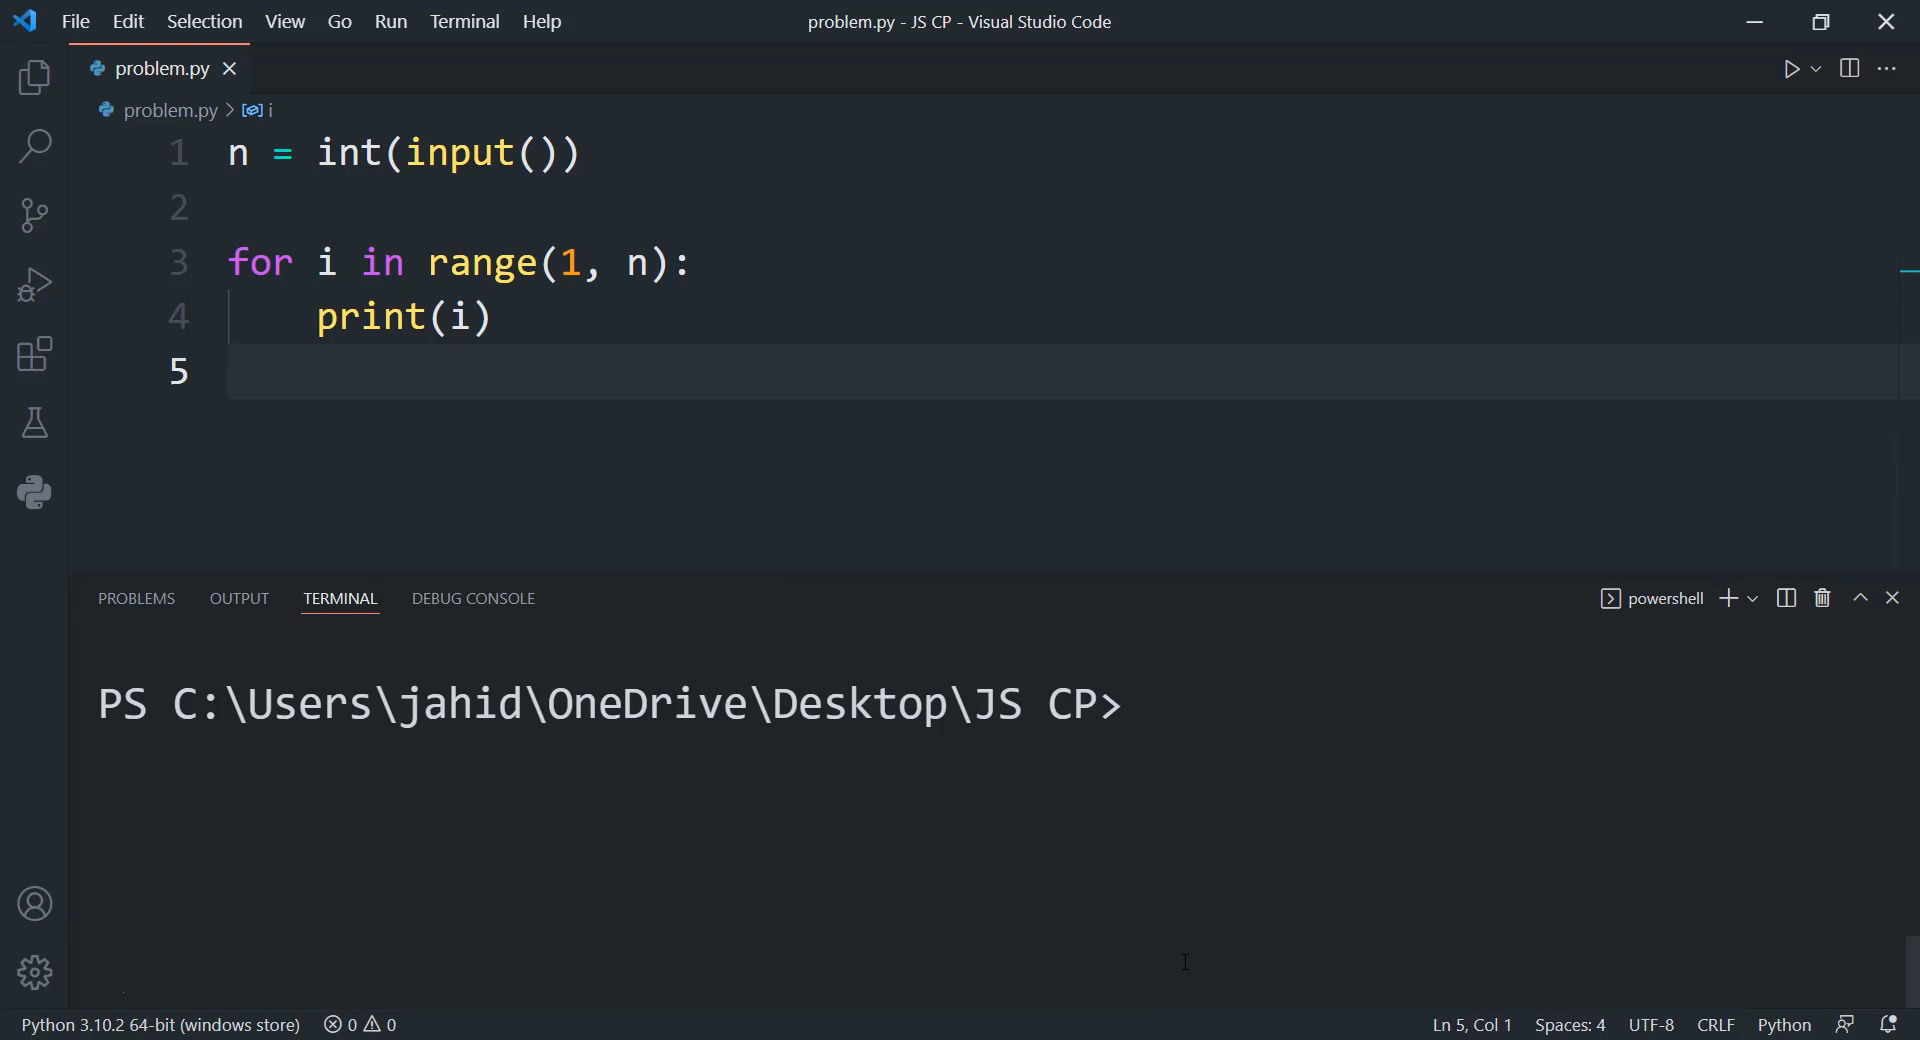 File Edit Selection View Go Run Terminal Help problem.py - JS CP - Visual Studio Code
problem.py
problem.py > i
1 n = int(input())
2
3 for i in range(1, n):
4     print(i)
5
PROBLEMS OUTPUT TERMINAL DEBUG CONSOLE powershell
PS C:\Users\jahid\OneDrive\Desktop\JS CP>
Python 3.10.2 64-bit (windows store) 0 0 Ln 5, Col 1 Spaces: 4 UTF-8 CRLF Python